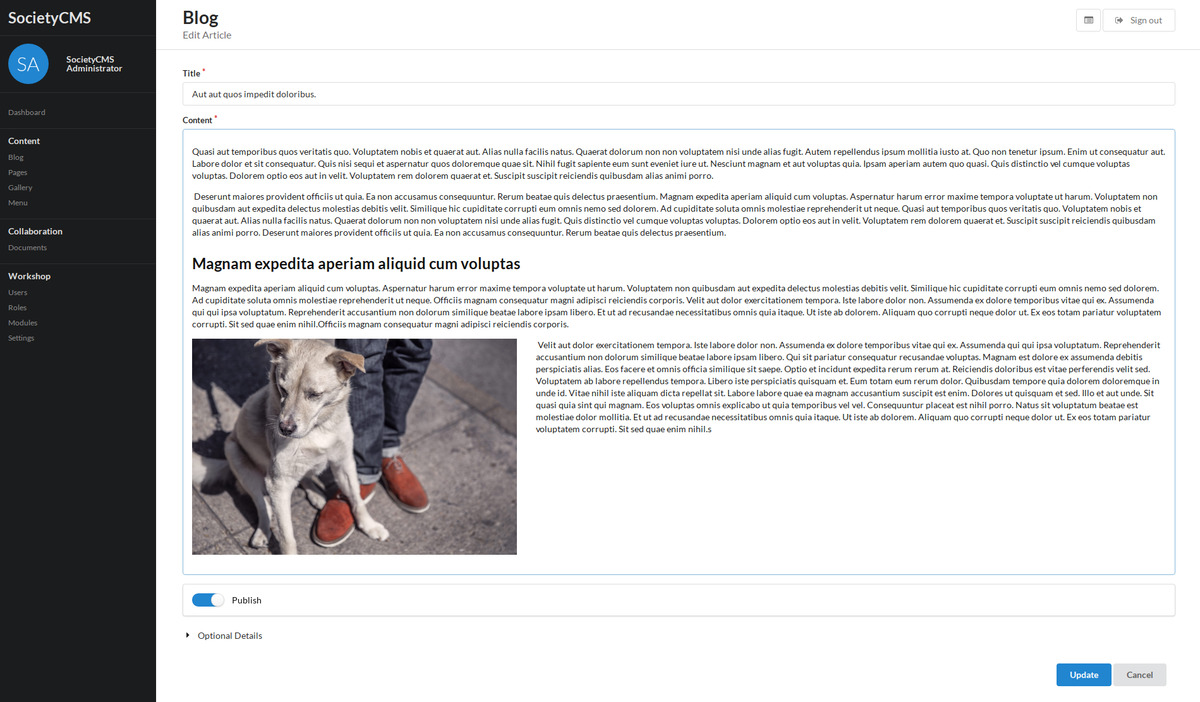 SocietyCMS
SA
SocietyCMS
Administrator
Dashboard
Content
Blog
Pages
Gallery
Menu
Collaboration
Documents
Workshop
Users
Roles
Modules
Settings
Blog
Edit Article
Sign out
Title *
Aut aut quos impedit doloribus.
Content *
Quasi aut temporibus quos veritatis quo. Voluptatem nobis et quaerat aut. Alias nulla facilis natus. Quaerat dolorum non non voluptatem nisi unde alias fugit. Autem repellendus ipsum mollitia iusto at. Quo non tenetur ipsum. Enim ut consequatur aut.
Labore dolor et sit consequatur. Quis nisi sequi et aspernatur quos doloremque quae sit. Nihil fugit sapiente eum sunt eveniet iure ut. Nesciunt magnam et aut voluptas quia. Ipsam aperiam autem quo quasi. Quis distinctio vel cumque voluptas
voluptas. Dolorem optio eos aut in velit. Voluptatem rem dolorem quaerat et. Suscipit suscipit reiciendis quibusdam alias animi porro.
Deserunt maiores provident officiis ut quia. Ea non accusamus consequuntur. Rerum beatae quis delectus praesentium. Magnam expedita aperiam aliquid cum voluptas. Aspernatur harum error maxime tempora voluptate ut harum. Voluptatem non
quibusdam aut expedita delectus molestias debitis velit. Similique hic cupiditate corrupti eum omnis nemo sed dolorem. Ad cupiditate soluta omnis molestiae reprehenderit ut neque. Quasi aut temporibus quos veritatis quo. Voluptatem nobis et
quaerat aut. Alias nulla facilis natus. Quaerat dolorum non non voluptatem nisi unde alias fugit. Quis distinctio vel cumque voluptas voluptas. Dolorem optio eos aut in velit. Voluptatem rem dolorem quaerat et. Suscipit suscipit reiciendis quibusdam
alias animi porro. Deserunt maiores provident officiis ut quia. Ea non accusamus consequuntur. Rerum beatae quis delectus praesentium.
Magnam expedita aperiam aliquid cum voluptas
Magnam expedita aperiam aliquid cum voluptas. Aspernatur harum error maxime tempora voluptate ut harum. Voluptatem non quibusdam aut expedita delectus molestias debitis velit. Similique hic cupiditate corrupti eum omnis nemo sed dolorem.
Ad cupiditate soluta omnis molestiae reprehenderit ut neque. Officiis magnam consequatur magni adipisci reiciendis corporis. Velit aut dolor exercitationem tempora. Iste labore dolor non. Assumenda ex dolore temporibus vitae qui ex. Assumenda
qui qui ipsa voluptatum. Reprehenderit accusantium non dolorum similique beatae labore ipsam libero. Et ut ad recusandae necessitatibus omnis quia itaque. Ut iste ab dolorem. Aliquam quo corrupti neque dolor ut. Ex eos totam pariatur voluptatem
corrupti. Sit sed quae enim nihil.Officiis magnam consequatur magni adipisci reiciendis corporis.
Velit aut dolor exercitationem tempora. Iste labore dolor non. Assumenda ex dolore temporibus vitae qui ex. Assumenda qui qui ipsa voluptatum. Reprehenderit
accusantium non dolorum similique beatae labore ipsam libero. Qui sit pariatur consequatur recusandae voluptas. Magnam est dolore ex assumenda debitis
perspiciatis alias. Eos facere et omnis officia similique sit saepe. Optio et incidunt expedita rerum rerum at. Reiciendis doloribus est vitae perferendis velit sed.
Voluptatem ab labore repellendus tempora. Libero iste perspiciatis quisquam et. Eum totam eum rerum dolor. Quibusdam tempore quia dolorem doloremque in
unde id. Vitae nihil iste aliquam dicta repellat sit. Labore labore quae ea magnam accusantium suscipit est enim. Dolores ut quisquam et sed. Illo et aut unde. Sit
quasi quia sint qui magnam. Eos voluptas omnis explicabo ut quia temporibus vel vel. Consequuntur placeat est nihil porro. Natus sit voluptatum beatae est
molestiae dolor mollitia. Et ut ad recusandae necessitatibus omnis quia itaque. Ut iste ab dolorem. Aliquam quo corrupti neque dolor ut. Ex eos totam pariatur
voluptatem corrupti. Sit sed quae enim nihil.s
Publish
Optional Details
Update
Cancel